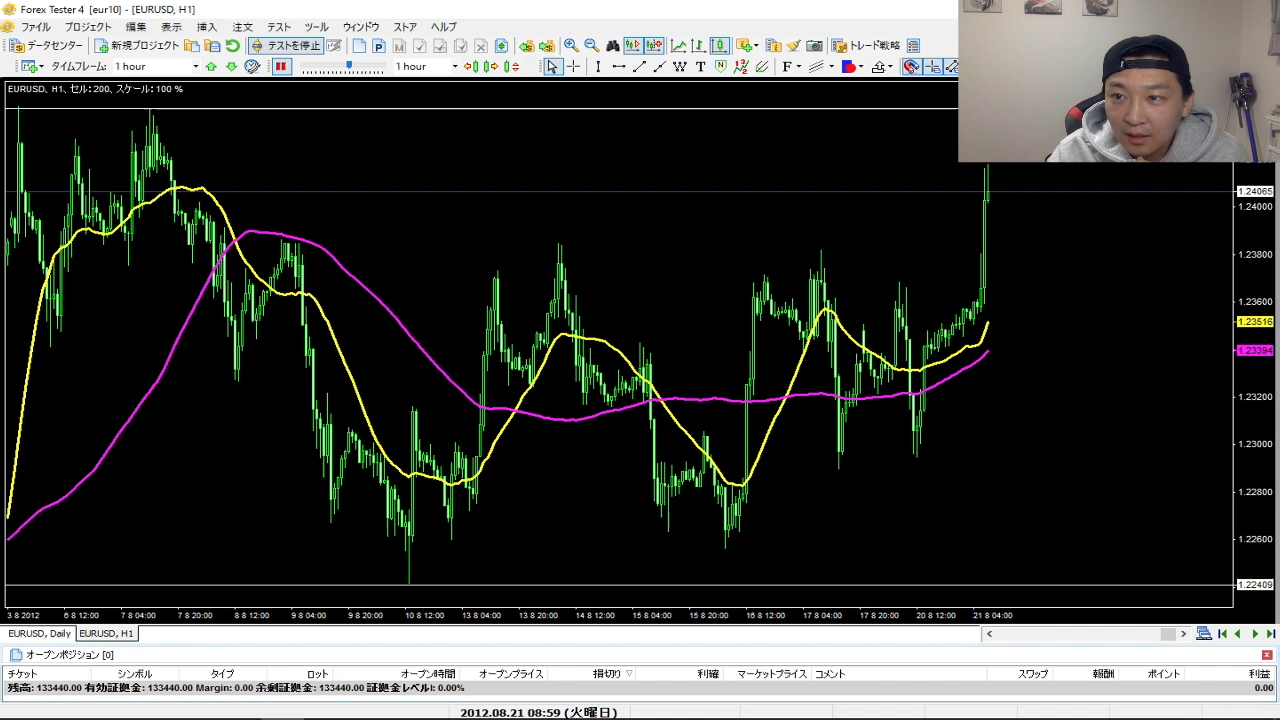 Forex Tester 4 [eur10] - [EURUSD, H1]
ファイル プロジェクト 編集 表示 挿入 注文 テスト ツール ウィンドウ ストア ヘルプ
データセンター 新規プロジェクト テストを停止 トレード戦略
タイムフレーム: 1 hour 1 hour
EURUSD, H1, セル: 200, スケール: 100 %
1.24065
1.24000
1.23800
1.23600
1.23516
1.23394
1.23200
1.23000
1.22800
1.22600
1.22409
3 8 2012 6 8 12:00 7 8 04:00 7 8 20:00 8 8 12:00 9 8 04:00 9 8 20:00 10 8 12:00 13 8 04:00 13 8 20:00 14 8 12:00 15 8 04:00 15 8 20:00 16 8 12:00 17 8 04:00 17 8 20:00 20 8 12:00 21 8 04:00
EURUSD, Daily EURUSD, H1
オープンポジション [0]
チケット シンボル タイプ ロット オープン時間 オープンプライス 損切り 利確 マーケットプライス コメント スワップ 報酬 ポイント 利益
残高: 133440.00 有効証拠金: 133440.00 Margin: 0.00 余剰証拠金: 133440.00 証拠金レベル: 0.00% 0.00
2012.08.21 08:59 (火曜日)